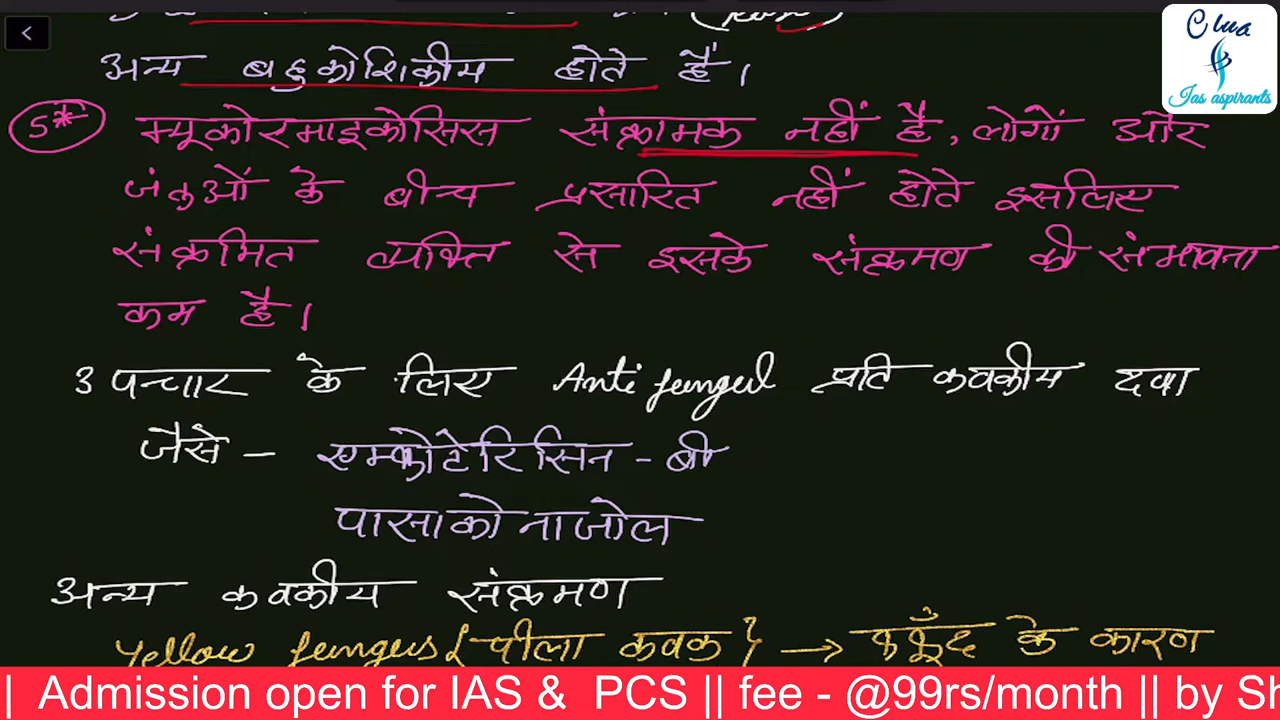 अन्य बहुकोशिकीय होते हैं।
5* म्यूकोरमाइकोसिस संक्रामक नहीं है, लोगों और
जंतुओं के बीच प्रसारित नहीं होते इसलिए
संक्रमित व्यक्ति से इसके संक्रमण की संभावना
कम है।
उपचार के लिए Anti fungul प्रति कवकीय दवा
जैसे - एम्फोटेरिसिन - बी
पासाकोनाजोल
अन्य कवकीय संक्रमण
Yellow fungus {पीला कवक} → फफूँद के कारण
Clua
Ias aspirants
| Admission open for IAS & PCS || fee - @99rs/month || by Sh